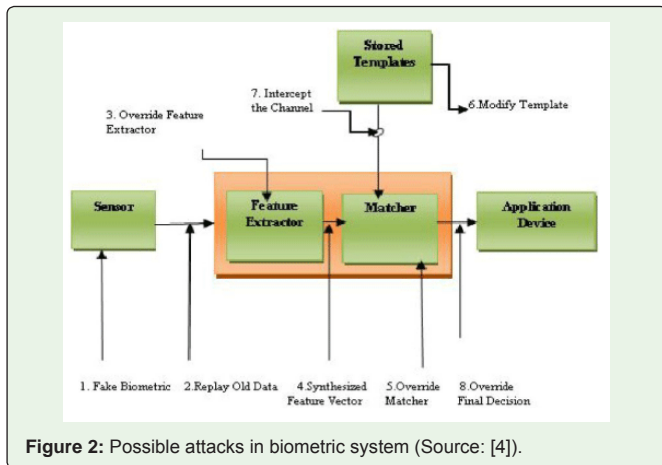 Stored
Templates
7. Intercept
the Channel
6.Modify Template
3. Override Feature
Extractor
Sensor
Feature
Extractor
Matcher
Application
Device
1. Fake Biometric
2.Replay Old Data
4.Synthesized
Feature Vector
5.Override
Matcher
8.Override
Final Decision
Figure 2: Possible attacks in biometric system (Source: [4]).